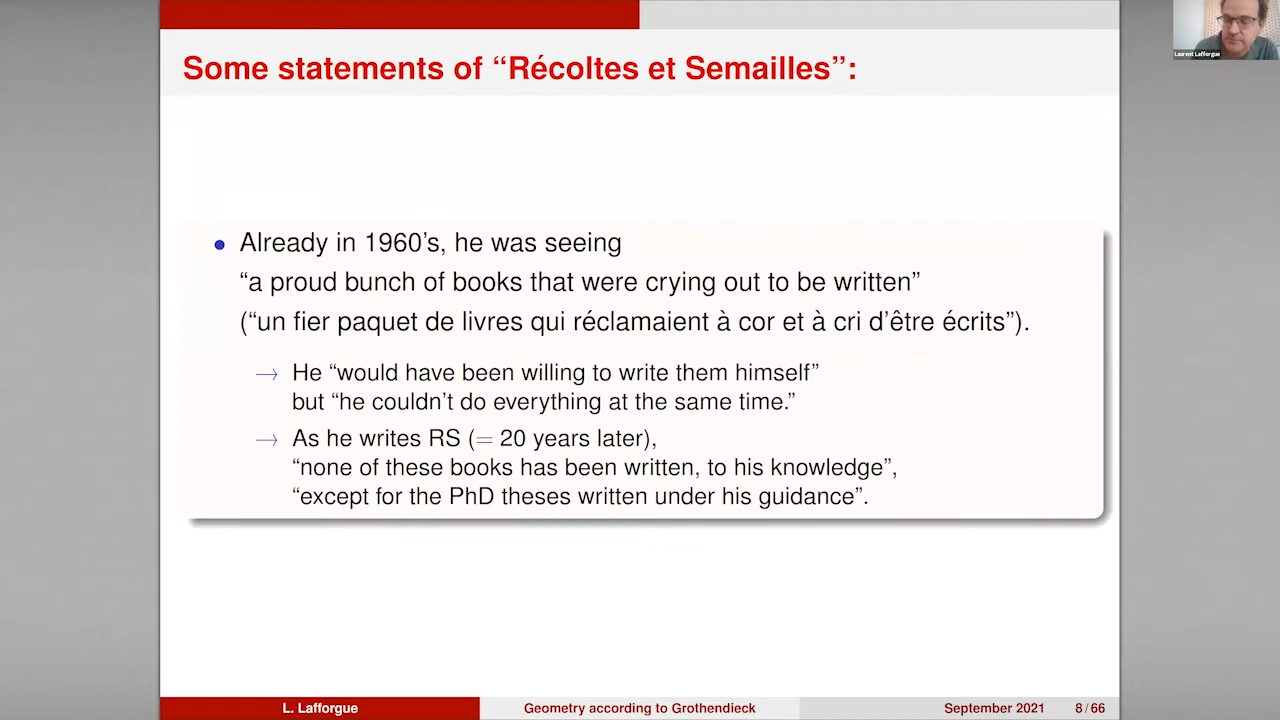 Laurent Lafforgue
Some statements of “Récoltes et Semailles”:
• Already in 1960’s, he was seeing
“a proud bunch of books that were crying out to be written”
(“un fier paquet de livres qui réclamaient à cor et à cri d’être écrits”).
→ He “would have been willing to write them himself”
but “he couldn’t do everything at the same time.”
→ As he writes RS (= 20 years later),
“none of these books has been written, to his knowledge”,
“except for the PhD theses written under his guidance”.
L. Lafforgue Geometry according to Grothendieck September 2021 8 / 66